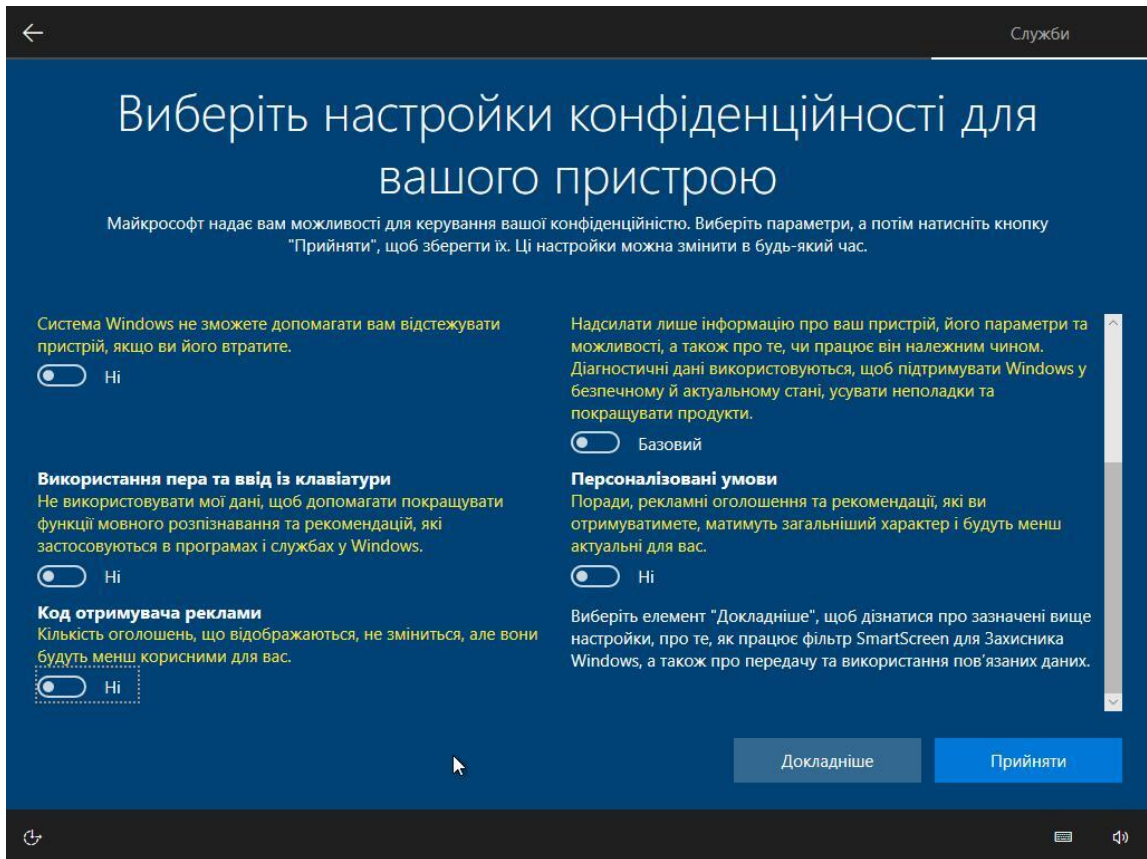 Служби
Виберіть настройки конфіденційності для
вашого пристрою
Майкрософт надає вам можливості для керування вашої конфіденційністю. Виберіть параметри, а потім натисніть кнопку
"Прийняти", щоб зберегти їх. Ці настройки можна змінити в будь-який час.
Система Windows не зможете допомагати вам відстежувати
пристрій, якщо ви його втратите.
Ні
Надсилати лише інформацію про ваш пристрій, його параметри та
можливості, а також про те, чи працює він належним чином.
Діагностичні дані використовуються, щоб підтримувати Windows у
безпечному й актуальному стані, усувати неполадки та
покращувати продукти.
Базовий
Використання пера та ввід із клавіатури
Не використовувати мої дані, щоб допомагати покращувати
функції мовного розпізнавання та рекомендацій, які
застосовуються в програмах і службах у Windows.
Ні
Персоналізовані умови
Поради, рекламні оголошення та рекомендації, які ви
отримуватимете, матимуть загальніший характер і будуть менш
актуальні для вас.
Ні
Код отримувача реклами
Кількість оголошень, що відображаються, не зміниться, але вони
будуть менш корисними для вас.
Ні
Виберіть елемент "Докладніше", щоб дізнатися про зазначені вище
настройки, про те, як працює фільтр SmartScreen для Захисника
Windows, а також про передачу та використання пов'язаних даних.
Докладніше
Прийняти